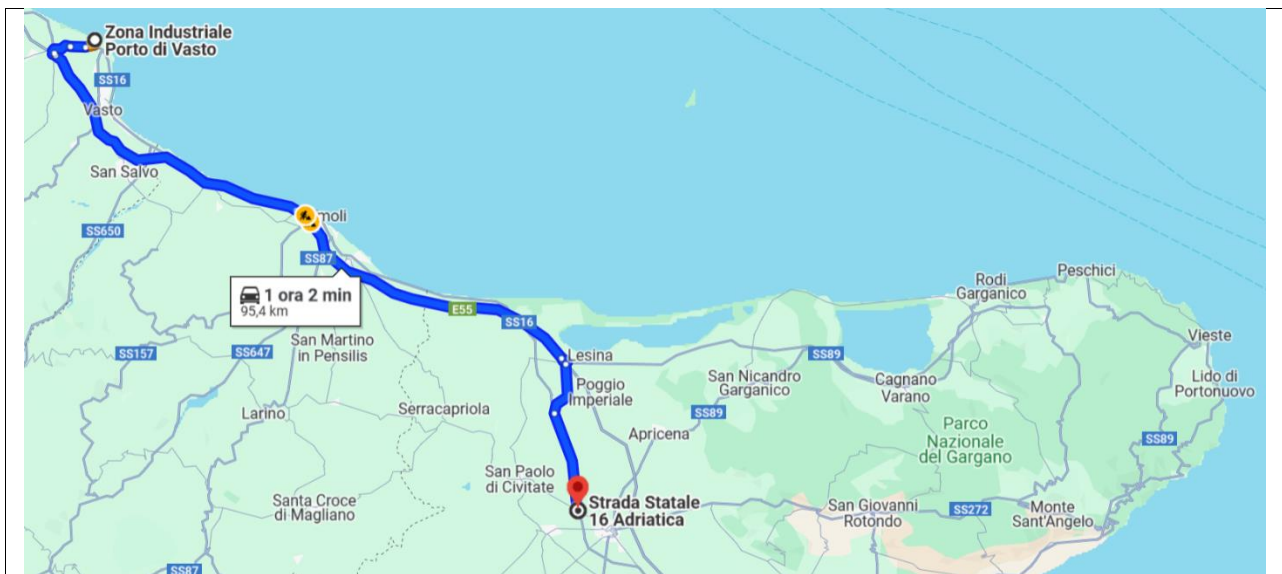 Zona Industriale
Porto di Vasto
SS16
Vasto
San Salvo
SS650
moli
SS87
1 ora 2 min
95,4 km
E55
SS16
San Martino
in Pensilis
SS157
SS647
Larino
Serracapriola
Lesina
Poggio
Imperiale
SS89
San Nicandro
Garganico
Cagnano
Varano
Rodi
Garganico
Peschici
Vieste
Lido di
Portonuovo
SS89
SS89
Apricena
Parco
Nazionale
del Gargano
San Paolo
di Civitate
Santa Croce
di Magliano
Strada Statale
16 Adriatica
San Giovanni
Rotondo
SS272
Monte
Sant'Angelo
SS87